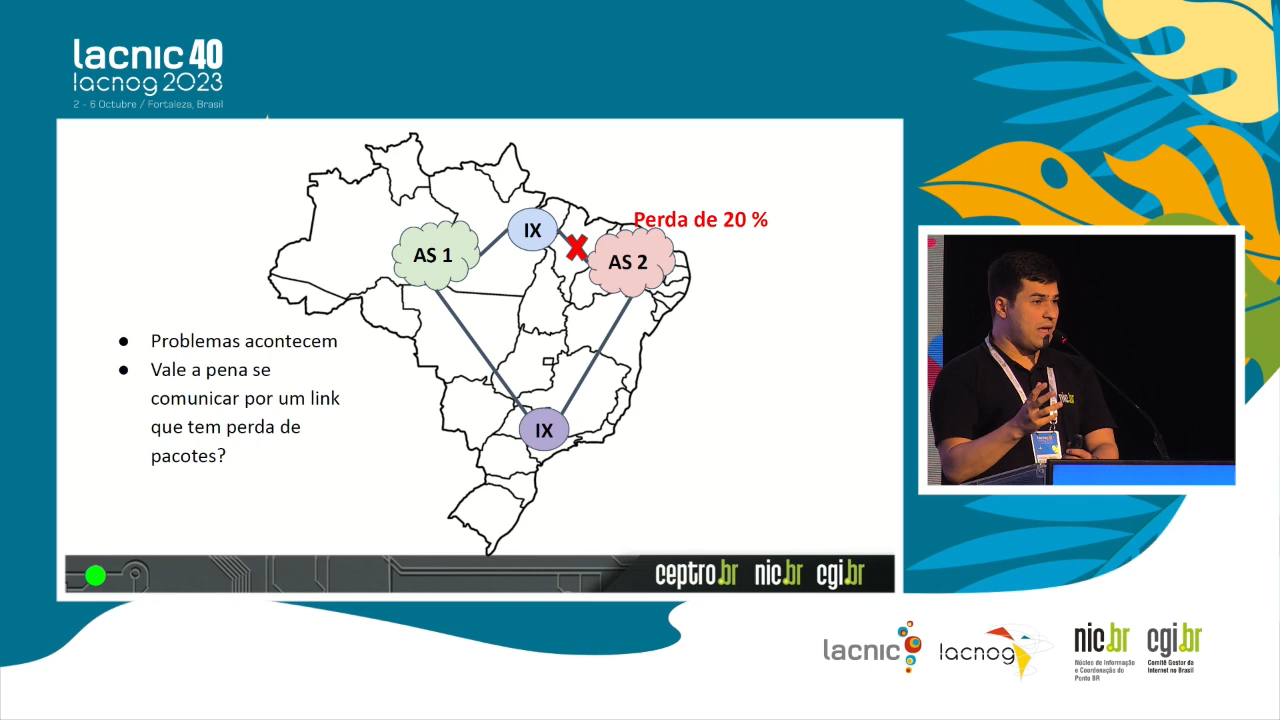 lacnic 40
lacnog 2023
2 - 6 Octubre / Fortaleza, Brasil
Perda de 20 %
IX
AS 1
AS 2
IX
• Problemas acontecem
• Vale a pena se
comunicar por um link
que tem perda de
pacotes?
ceptro.br nic.br cgi.br
lacnic
lacnog
nic.br
Núcleo de Informação
e Coordenação do
Ponto BR
cgi.br
Comitê Gestor da
Internet no Brasil